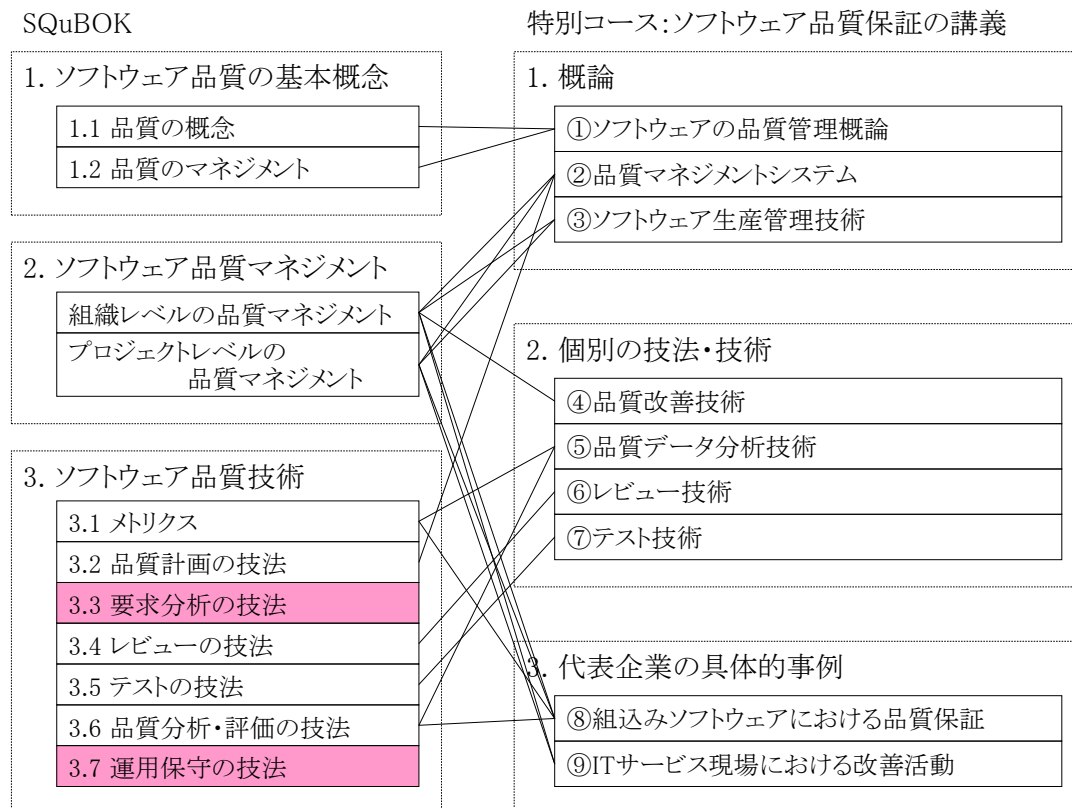 SQuBOK
1. ソフトウェア品質の基本概念
1.1 品質の概念
1.2 品質のマネジメント
2. ソフトウェア品質マネジメント
組織レベルの品質マネジメント
プロジェクトレベルの
品質マネジメント
3. ソフトウェア品質技術
3.1 メトリクス
3.2 品質計画の技法
3.3 要求分析の技法
3.4 レビューの技法
3.5 テストの技法
3.6 品質分析・評価の技法
3.7 運用保守の技法
特別コース:ソフトウェア品質保証の講義
1. 概論
①ソフトウェアの品質管理概論
②品質マネジメントシステム
③ソフトウェア生産管理技術
2. 個別の技法・技術
④品質改善技術
⑤品質データ分析技術
⑥レビュー技術
⑦テスト技術
3. 代表企業の具体的事例
⑧組込みソフトウェアにおける品質保証
⑨ITサービス現場における改善活動